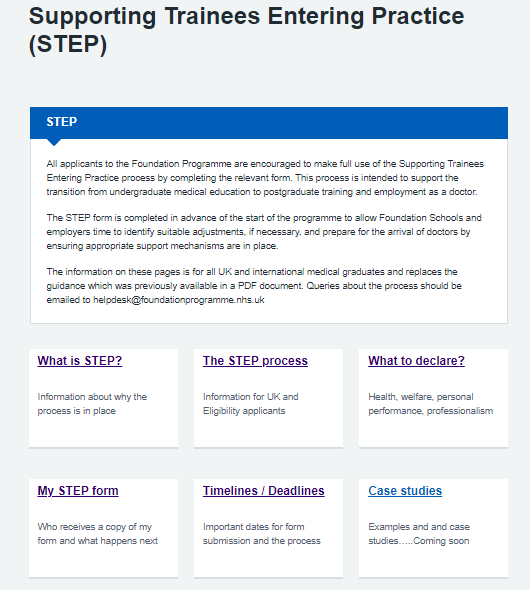 Supporting Trainees Entering Practice
(STEP)
STEP
All applicants to the Foundation Programme are encouraged to make full use of the Supporting Trainees
Entering Practice process by completing the relevant form. This process is intended to support the
transition from undergraduate medical education to postgraduate training and employment as a doctor.
The STEP form is completed in advance of the start of the programme to allow Foundation Schools and
employers time to identify suitable adjustments, if necessary, and prepare for the arrival of doctors by
ensuring appropriate support mechanisms are in place.
The information on these pages is for all UK and international medical graduates and replaces the
guidance which was previously available in a PDF document. Queries about the process should be
emailed to helpdesk@foundationprogramme.nhs.uk
What is STEP?
Information about why the
process is in place
The STEP process
Information for UK and
Eligibility applicants
What to declare?
Health, welfare, personal
performance, professionalism
My STEP form
Who receives a copy of my
form and what happens next
Timelines / Deadlines
Important dates for form
submission and the process
Case studies
Examples and and case
studies.....Coming soon